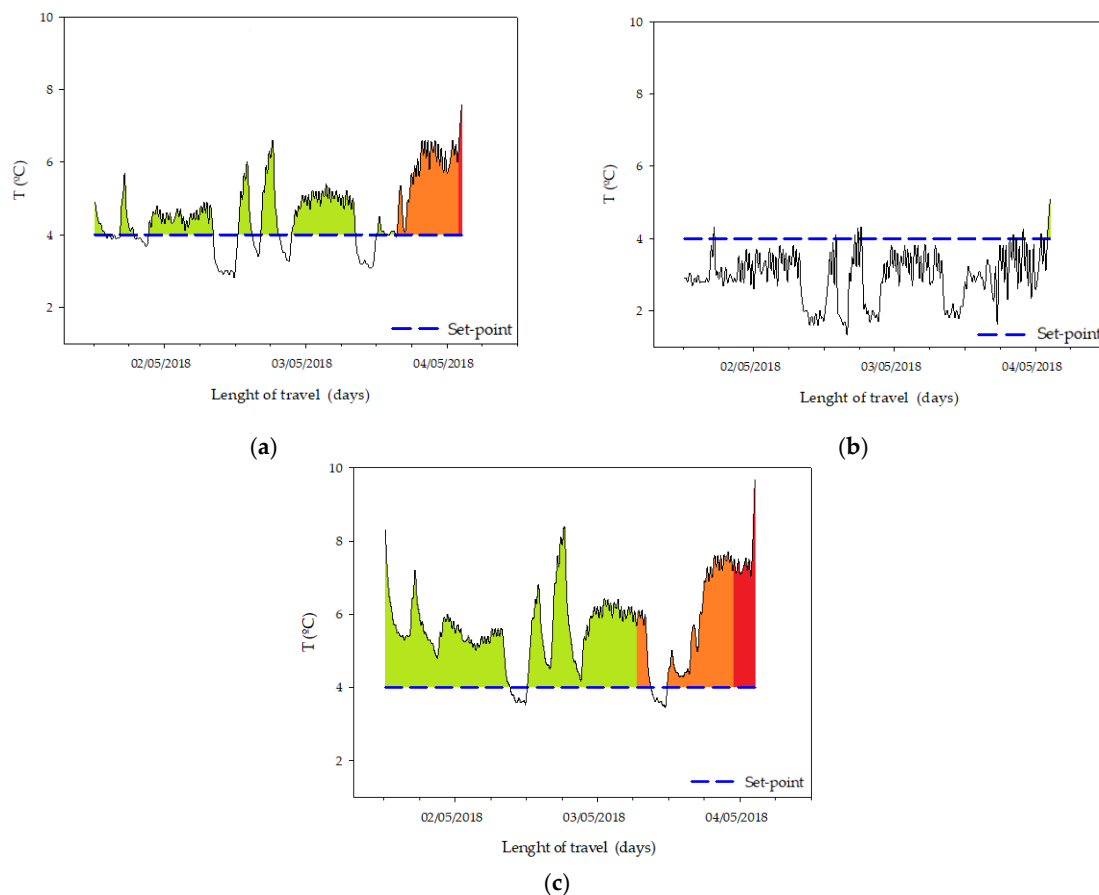 10
8
6
4
2
T (ºC)
Set-point
02/05/2018
03/05/2018
04/05/2018
Lenght of travel (days)
(a)
10
8
6
4
2
T (ºC)
Set-point
02/05/2018
03/05/2018
04/05/2018
Lenght of travel (days)
(b)
10
8
6
4
2
T (ºC)
Set-point
02/05/2018
03/05/2018
04/05/2018
Lenght of travel (days)
(c)